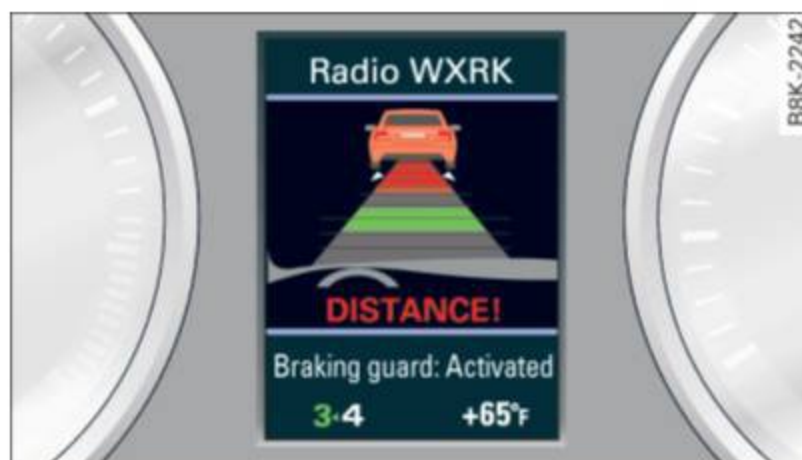 Radio WXRK
DISTANCE!
Braking guard: Activated
3◂4 +65°F
B8K-2242